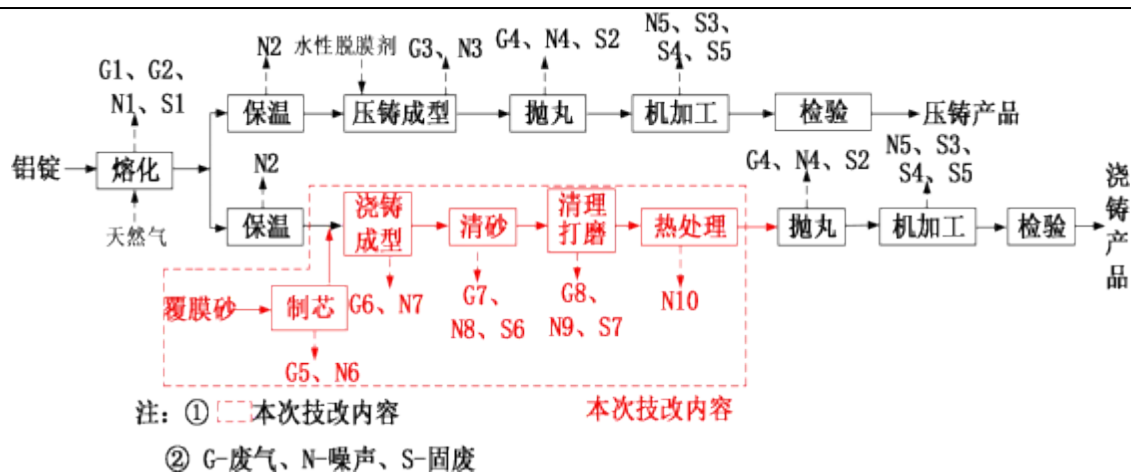 N5、S3、
S4、S5
G4、N4、S2
N2
水性脱膜剂
G3、N3
G1、G2、
N1、S1
保温
压铸成型
抛丸
机加工
检验
压铸产品
铝锭
熔化
N2
G4、N4、S2
N5、S3、
S4、S5
天然气
保温
浇铸
成型
清砂
清理
打磨
热处理
抛丸
机加工
检验
浇
铸
产
品
覆膜砂
制芯
G6、N7
G7、
N8、S6
G8、
N9、S7
N10
G5、N6
注：① 本次技改内容
本次技改内容
② G-废气、N-噪声、S-固废